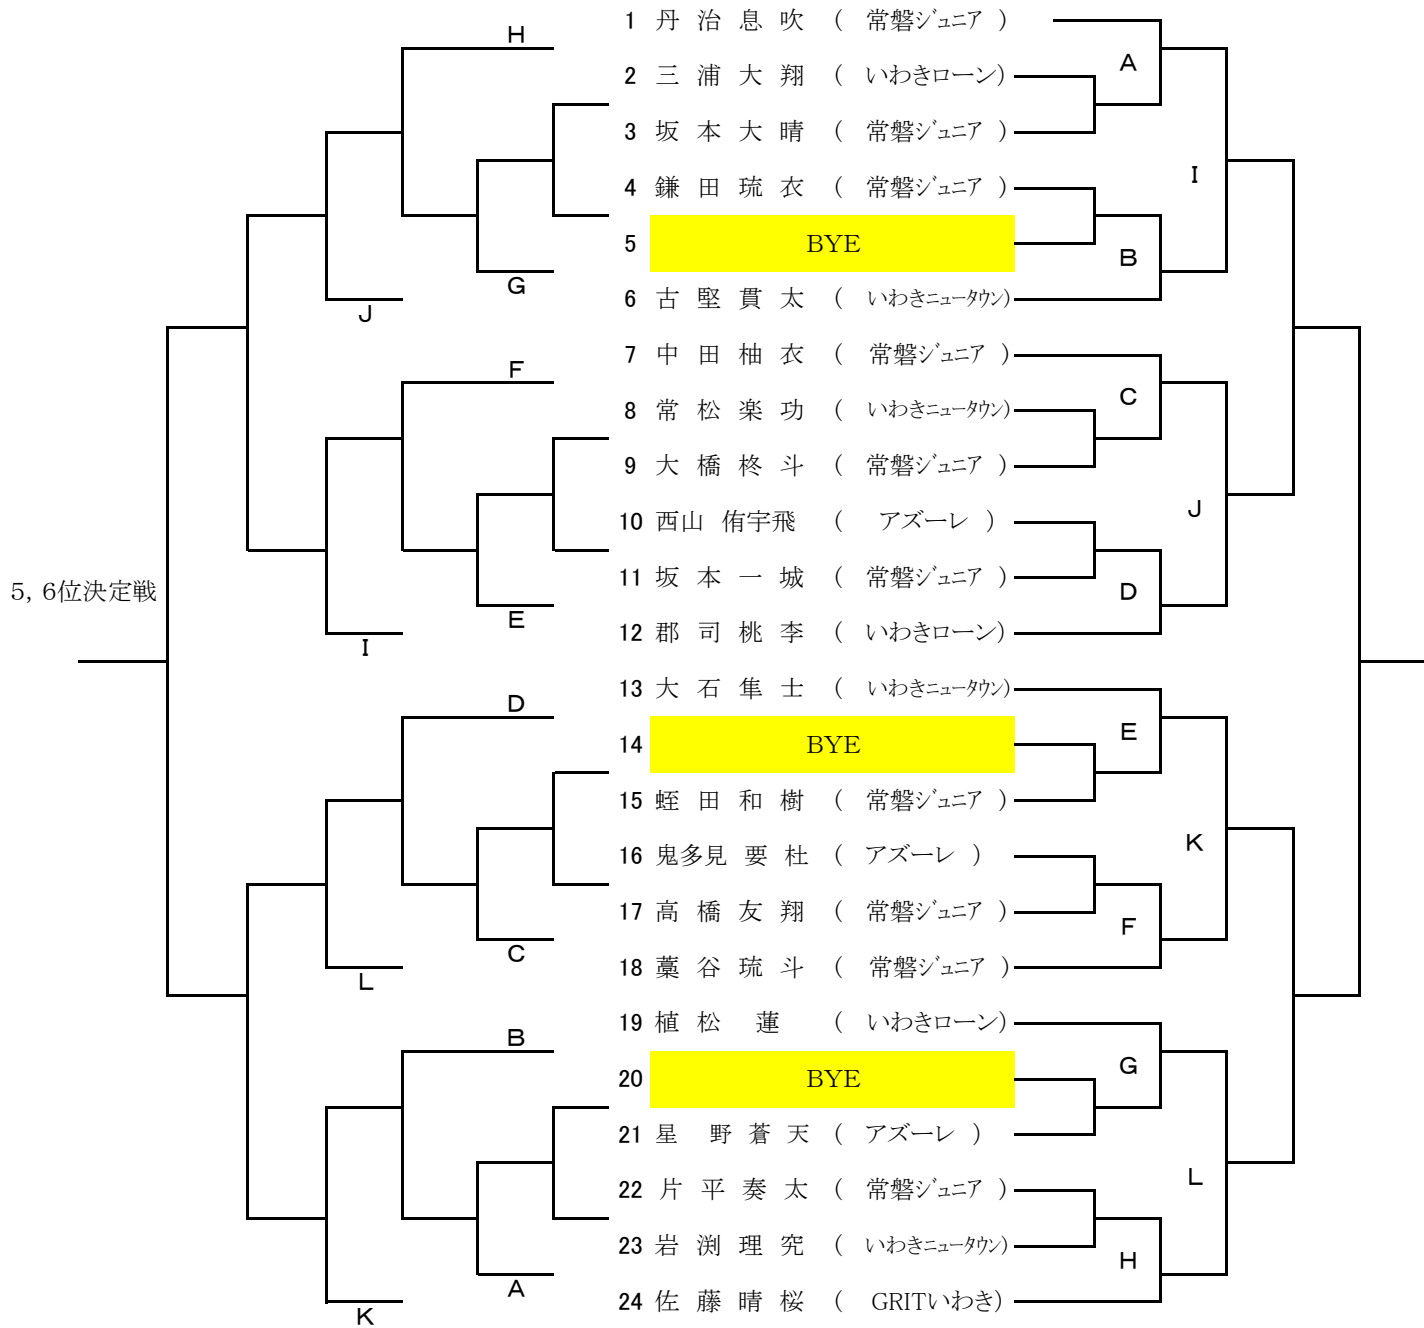 1 丹 治 息 吹 ( 常磐ｼﾞｭﾆｱ )
H
A
2 三 浦 大 翔 ( いわきローン)
3 坂 本 大 晴 ( 常磐ｼﾞｭﾆｱ )
I
4 鎌 田 琉 衣 ( 常磐ｼﾞｭﾆｱ )
5 BYE
B
G
6 古 堅 貫 太 ( いわきﾆｭｰﾀｳﾝ)
J
7 中 田 柚 衣 ( 常磐ｼﾞｭﾆｱ )
F
C
8 常 松 楽 功 ( いわきﾆｭｰﾀｳﾝ)
9 大 橋 柊 斗 ( 常磐ｼﾞｭﾆｱ )
J
10 西山 侑宇飛 ( アズーレ )
11 坂 本 一 城 ( 常磐ｼﾞｭﾆｱ )
5, 6位決定戦
D
E
12 郡 司 桃 李 ( いわきローン)
I
13 大 石 隼 士 ( いわきﾆｭｰﾀｳﾝ)
D
E
14 BYE
15 蛭 田 和 樹 ( 常磐ｼﾞｭﾆｱ )
K
16 鬼多見 要 杜 ( アズーレ )
17 高 橋 友 翔 ( 常磐ｼﾞｭﾆｱ )
F
C
18 藁 谷 琉 斗 ( 常磐ｼﾞｭﾆｱ )
L
19 植 松 蓮 ( いわきローン)
B
G
20 BYE
21 星 野 蒼 天 ( アズーレ )
L
22 片 平 奏 太 ( 常磐ｼﾞｭﾆｱ )
23 岩 渕 理 究 ( いわきﾆｭｰﾀｳﾝ)
H
A
24 佐 藤 晴 桜 ( GRITいわき)
K